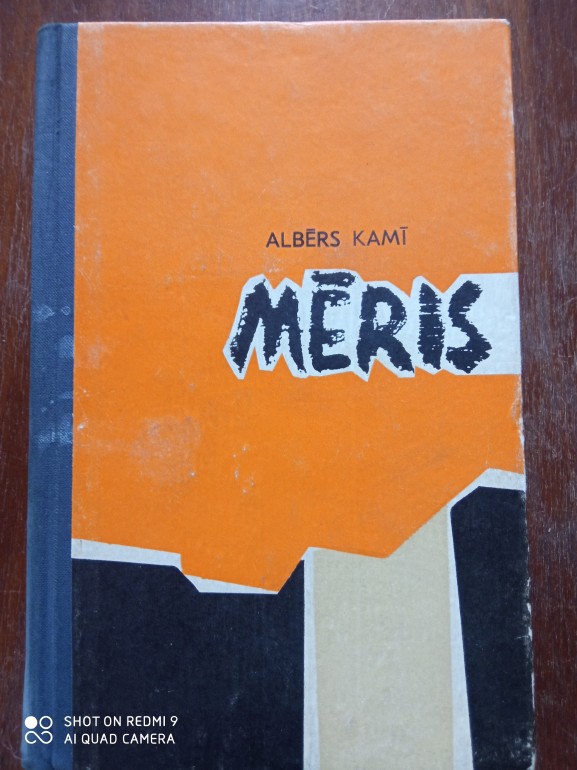 ALBĒRS KAMĪ
MĒRIS
SHOT ON REDMI 9
AI QUAD CAMERA